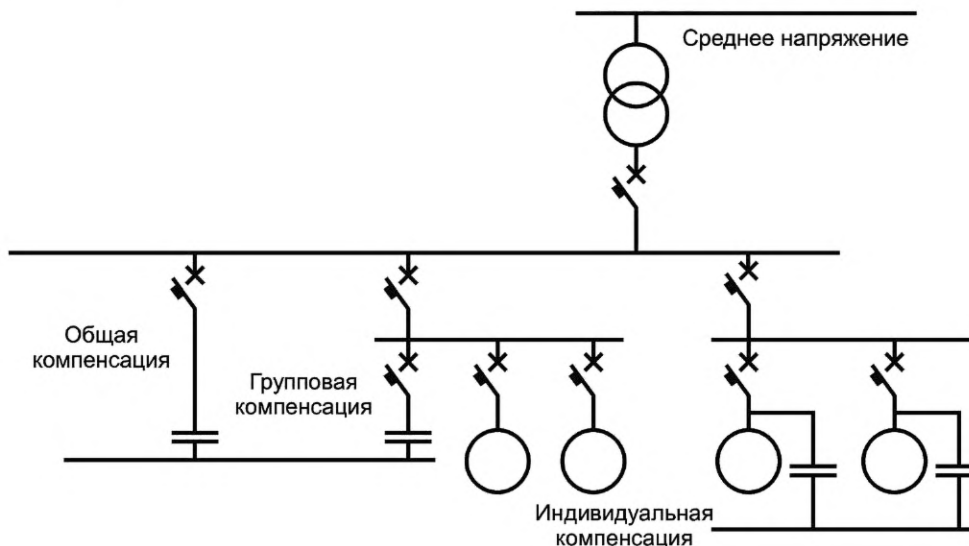 Среднее напряжение
Общая
компенсация
Групповая
компенсация
Индивидуальная
компенсация